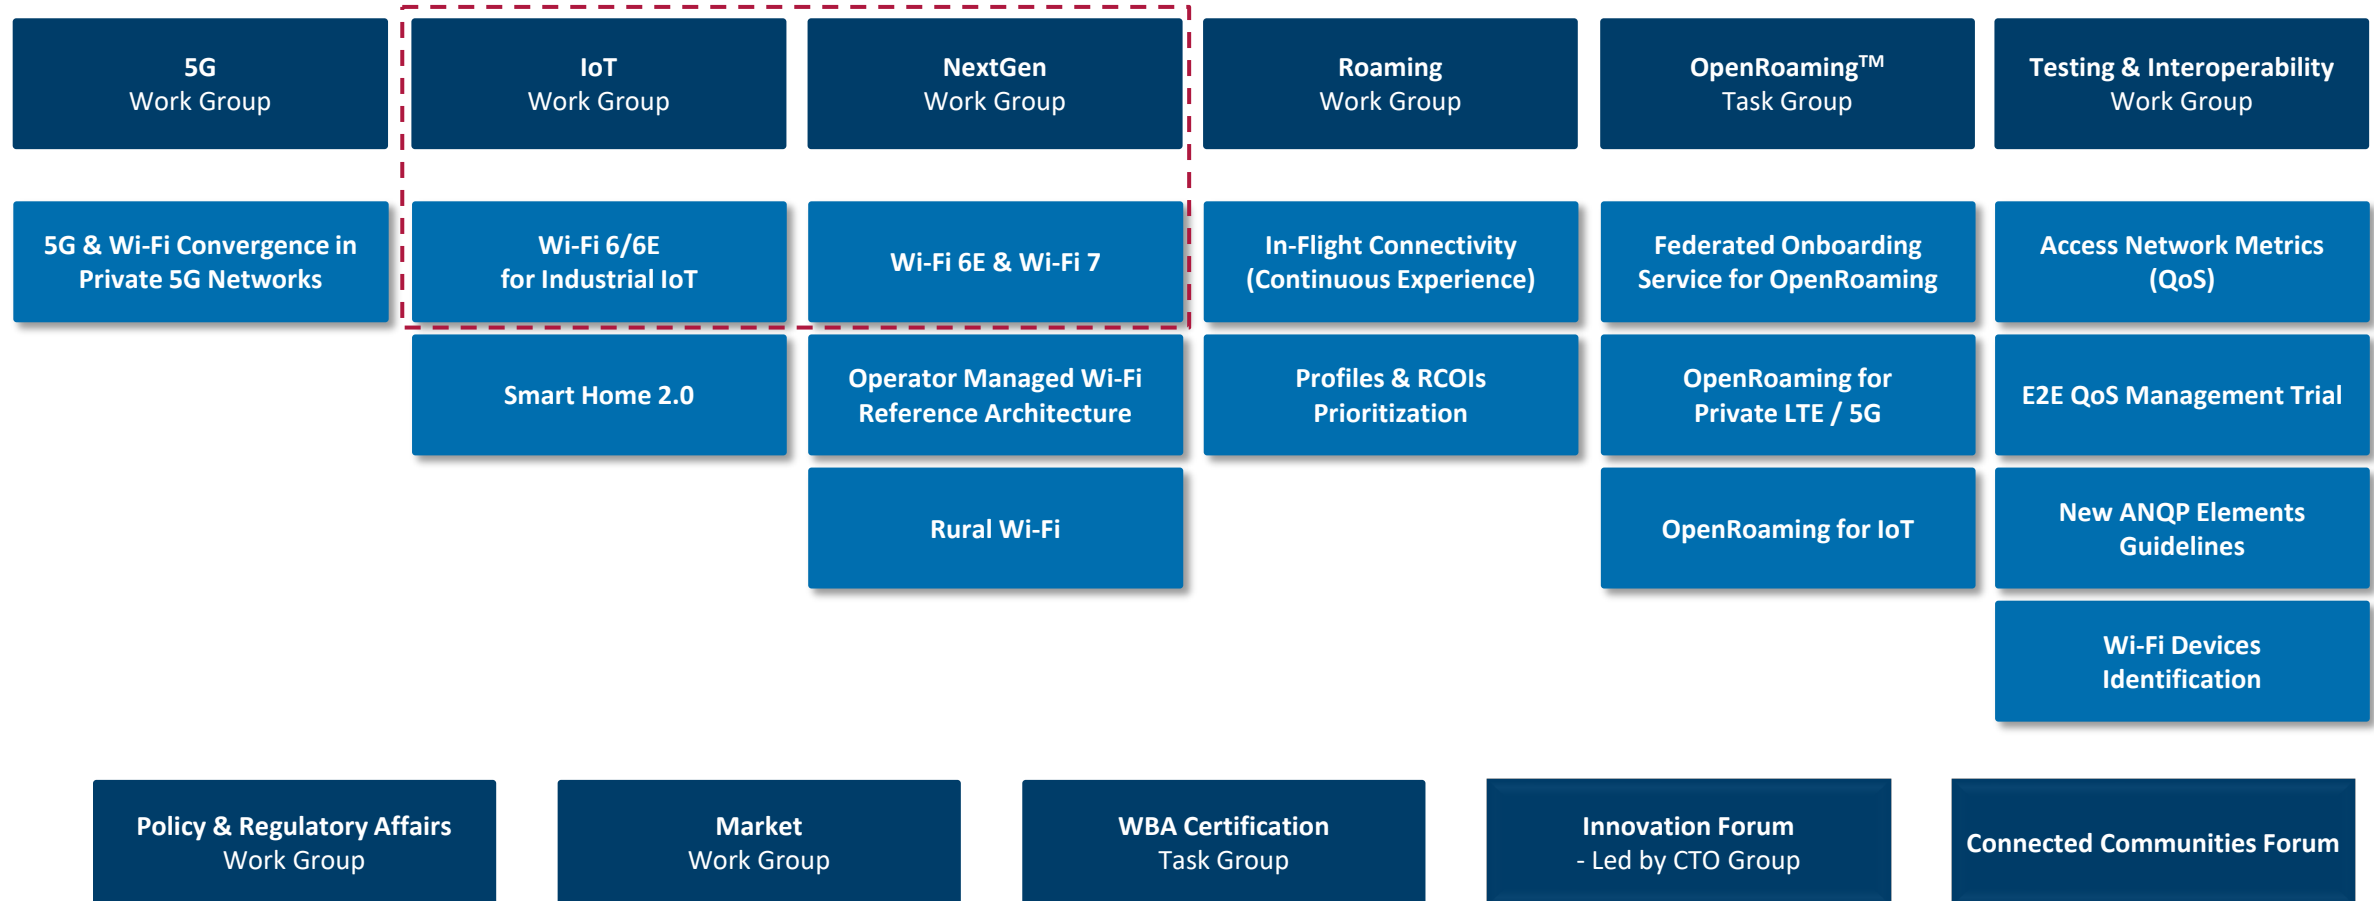 5G
Work Group
IoT
Work Group
NextGen
Work Group
Roaming
Work Group
OpenRoaming™
Task Group
Testing & Interoperability
Work Group
5G & Wi-Fi Convergence in
Private 5G Networks
Wi-Fi 6/6E
for Industrial IoT
Wi-Fi 6E & Wi-Fi 7
In-Flight Connectivity
(Continuous Experience)
Federated Onboarding
Service for OpenRoaming
Access Network Metrics
(QoS)
Smart Home 2.0
Operator Managed Wi-Fi
Reference Architecture
Profiles & RCOIs
Prioritization
OpenRoaming for
Private LTE / 5G
E2E QoS Management Trial
Rural Wi-Fi
OpenRoaming for IoT
New ANQP Elements
Guidelines
Wi-Fi Devices
Identification
Policy & Regulatory Affairs
Work Group
Market
Work Group
WBA Certification
Task Group
Innovation Forum
- Led by CTO Group
Connected Communities Forum